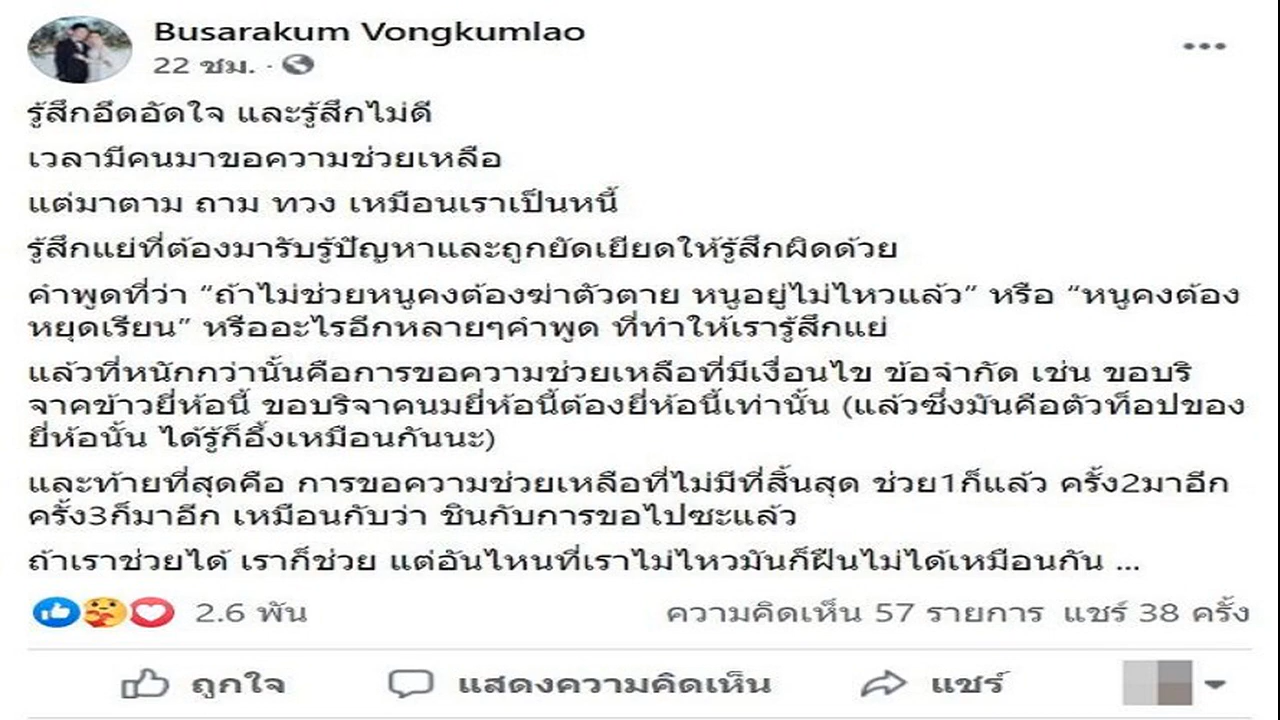 Busarakum Vongkumlao
22 ชม. ·
รู้สึกอึดอัดใจ และรู้สึกไม่ดี
เวลามีคนมาขอความช่วยเหลือ
แต่มาตาม ถาม ทวง เหมือนเราเป็นหนี้
รู้สึกแย่ที่ต้องมารับรู้ปัญหาและถูกยัดเยียดให้รู้สึกผิดด้วย
คำพูดที่ว่า “ถ้าไม่ช่วยหนูคงต้องฆ่าตัวตาย หนูอยู่ไม่ไหวแล้ว” หรือ “หนูคงต้อง
หยุดเรียน” หรืออะไรอีกหลายๆคำพูด ที่ทำให้เรารู้สึกแย่
แล้วที่หนักกว่านั้นคือการขอความช่วยเหลือที่มีเงื่อนไข ข้อจำกัด เช่น ขอบริ
จาคข้าวยี่ห้อนี้ ขอบริจาคนมยี่ห้อนี้ต้องยี่ห้อนี้เท่านั้น (แล้วซึ่งมันคือตัวท็อปของ
ยี่ห้อนั้น ได้รู้ก็อึ้งเหมือนกันนะ)
และท้ายที่สุดคือ การขอความช่วยเหลือที่ไม่มีที่สิ้นสุด ช่วย1ก็แล้ว ครั้ง2มาอีก
ครั้ง3ก็มาอีก เหมือนกับว่า ชินกับการขอไปซะแล้ว
ถ้าเราช่วยได้ เราก็ช่วย แต่อันไหนที่เราไม่ไหวมันก็ฝืนไม่ได้เหมือนกัน ...
2.6 พัน ความคิดเห็น 57 รายการ แชร์ 38 ครั้ง
ถูกใจ แสดงความคิดเห็น แชร์